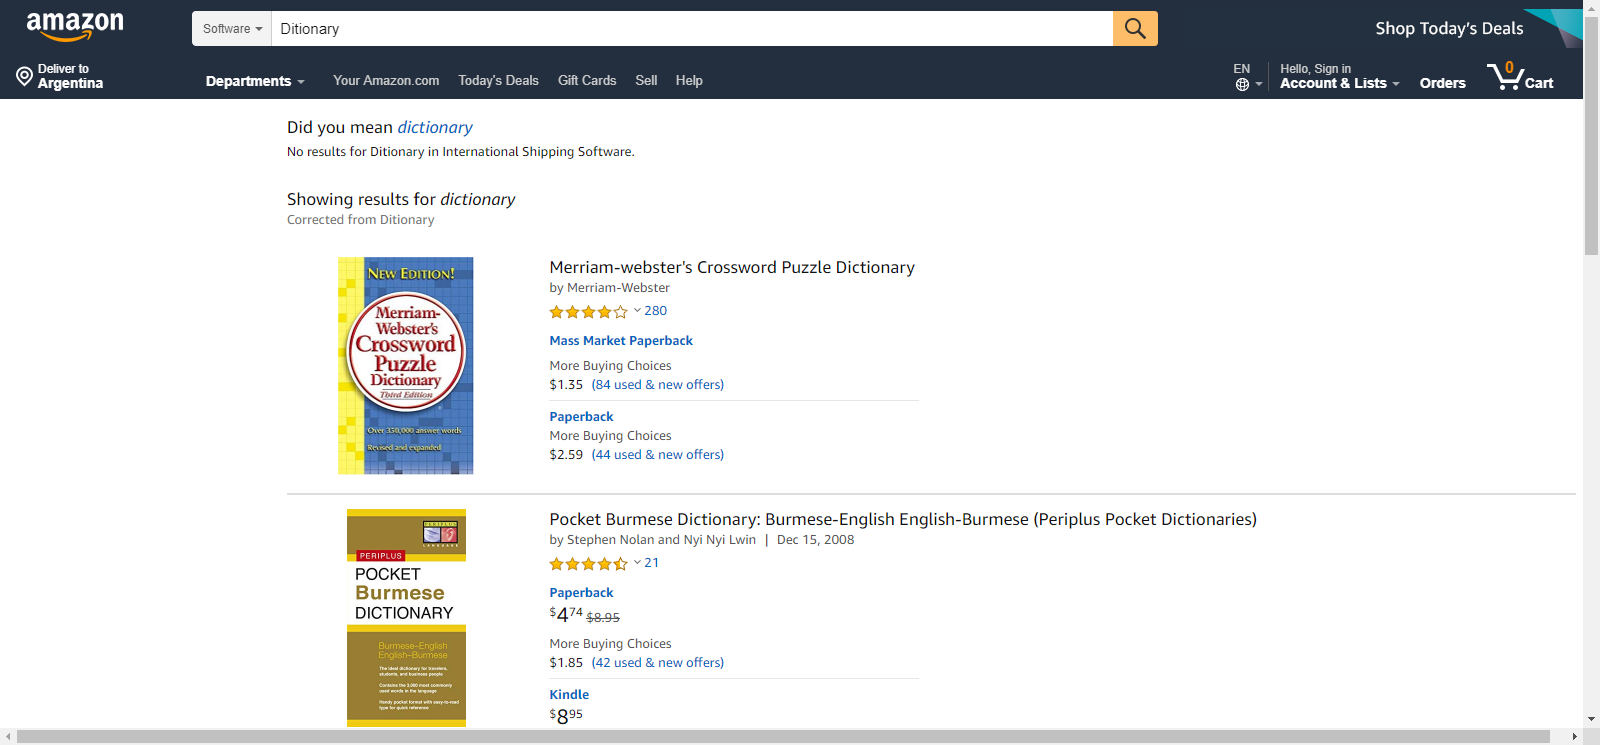 amazon
Software
Ditionary
Shop Today's Deals
Deliver to
Argentina
Departments
Your Amazon.com
Today's Deals
Gift Cards
Sell
Help
EN
Hello, Sign in
Account & Lists
Orders
0
Cart
Did you mean dictionary
No results for Ditionary in International Shipping Software.
Showing results for dictionary
Corrected from Ditionary
NEW EDITION!
Merriam-
Webster's
Crossword
Puzzle
Dictionary
Third Edition
Over 350,000 answer words
Revised and expanded
Merriam-webster's Crossword Puzzle Dictionary
by Merriam-Webster
280
Mass Market Paperback
More Buying Choices
$1.35 (84 used & new offers)
Paperback
More Buying Choices
$2.59 (44 used & new offers)
PERIPLUS
LANGUAGE
PERIPLUS
POCKET
Burmese
DICTIONARY
Burmese-English
English-Burmese
The ideal dictionary for travelers,
students, and business people
Contains the 3,000 most commonly
used words in the language
Handy pocket format with easy-to-read
type for quick reference
Pocket Burmese Dictionary: Burmese-English English-Burmese (Periplus Pocket Dictionaries)
by Stephen Nolan and Nyi Nyi Lwin | Dec 15, 2008
21
Paperback
$4 74 $8.95
More Buying Choices
$1.85 (42 used & new offers)
Kindle
$8 95